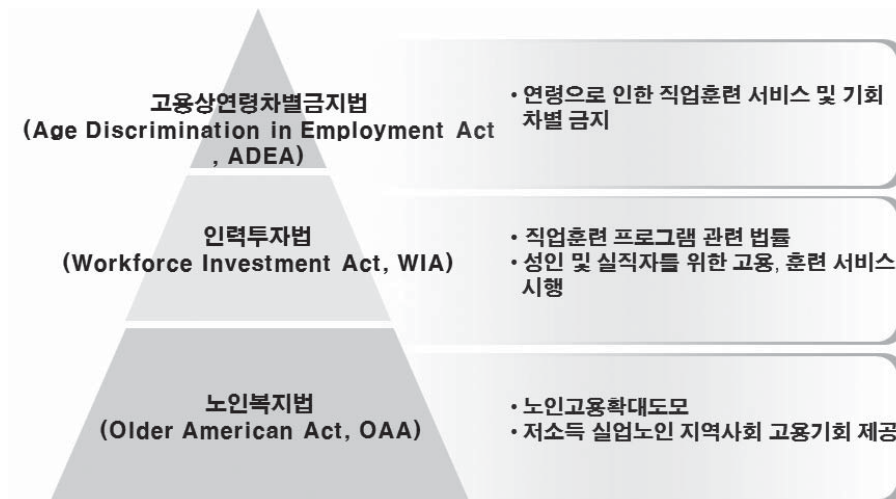 고용상연령차별금지법
(Age Discrimination in Employment Act
, ADEA)
• 연령으로 인한 직업훈련 서비스 및 기회
차별 금지
인력투자법
(Workforce Investment Act, WIA)
• 직업훈련 프로그램 관련 법률
• 성인 및 실직자를 위한 고용, 훈련 서비스
시행
노인복지법
(Older American Act, OAA)
• 노인고용확대도모
• 저소득 실업노인 지역사회 고용기회 제공